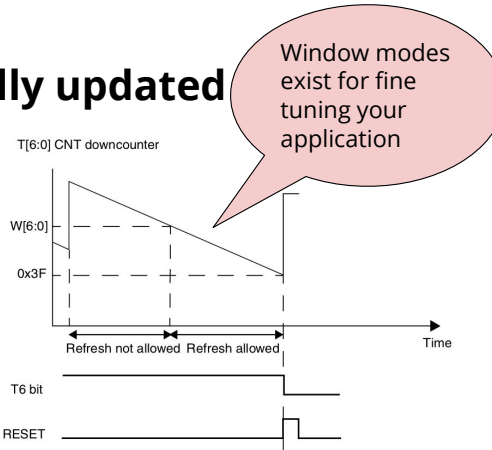 lly updated
Window modes
exist for fine
tuning your
application
T[6:0] CNT downcounter
W[6:0]
0x3F
Refresh not allowed Refresh allowed
Time
T6 bit
RESET